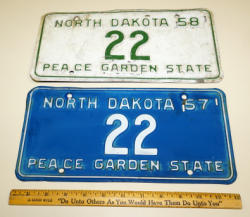 NORTH DAKOTA 58
22
PEACE GARDEN STATE
NORTH DAKOTA 57
22
PEACE GARDEN STATE
"Do Unto Others As You Would Have Them Do Unto You"